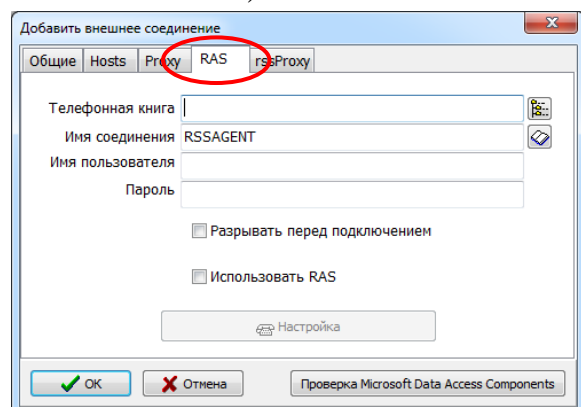 Добавить внешнее соединение
Общие Hosts Proxy RAS rssProxy
Телефонная книга
Имя соединения RSSAGENT
Имя пользователя
Пароль
Разрывать перед подключением
Использовать RAS
Настройка
OK Отмена Проверка Microsoft Data Access Components